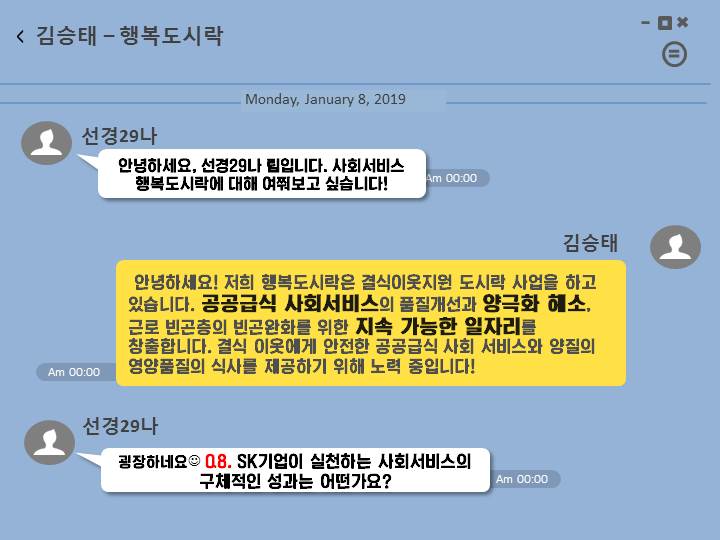 김승태 – 행복도시락
Monday, January 8, 2019
선경29나
안녕하세요, 선경29나 팀입니다. 사회서비스
행복도시락에 대해 여쭤보고 싶습니다!
Am 00:00
김승태
안녕하세요! 저희 행복도시락은 결식이웃지원 도시락 사업을 하고
있습니다. 공공급식 사회서비스의 품질개선과 양극화 해소,
근로 빈곤층의 빈곤완화를 위한 지속 가능한 일자리를
창출합니다. 결식 이웃에게 안전한 공공급식 사회 서비스와 양질의
영양품질의 식사를 제공하기 위해 노력 중입니다!
Am 00:00
선경29나
굉장하네요☺ Q8. SK기업이 실천하는 사회서비스의
구체적인 성과는 어떤가요?
Am 00:00